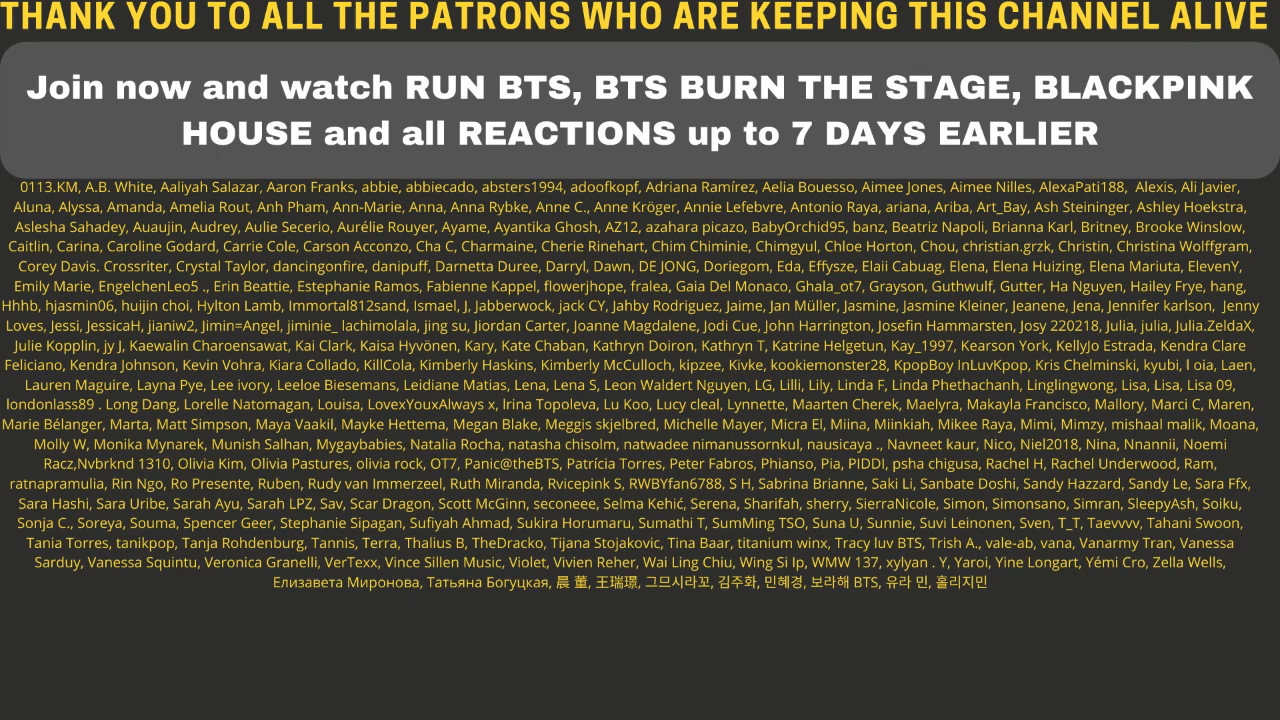 THANK YOU TO ALL THE PATRONS WHO ARE KEEPING THIS CHANNEL ALIVE
Join now and watch RUN BTS, BTS BURN THE STAGE, BLACKPINK
HOUSE and all REACTIONS up to 7 DAYS EARLIER
0113.KM, A.B. White, Aaliyah Salazar, Aaron Franks, abbie, abbiecado, absters1994, adoofkopf, Adriana Ramírez, Aelia Bouesso, Aimee Jones, Aimee Nilles, AlexaPati188,  Alexis, Ali Javier,
Aluna, Alyssa, Amanda, Amelia Rout, Anh Pham, Ann-Marie, Anna, Anna Rybke, Anne C., Anne Kröger, Annie Lefebvre, Antonio Raya, ariana, Ariba, Art_Bay, Ash Steininger, Ashley Hoekstra,
Aslesha Sahadey, Auaujin, Audrey, Aulie Secerio, Aurélie Rouyer, Ayame, Ayantika Ghosh, AZ12, azahara picazo, BabyOrchid95, banz, Beatriz Napoli, Brianna Karl, Britney, Brooke Winslow,
Caitlin, Carina, Caroline Godard, Carrie Cole, Carson Acconzo, Cha C, Charmaine, Cherie Rinehart, Chim Chiminie, Chimgyul, Chloe Horton, Chou, christian.grzk, Christin, Christina Wolffgram,
Corey Davis. Crossriter, Crystal Taylor, dancingonfire, danipuff, Darnetta Duree, Darryl, Dawn, DE JONG, Doriegom, Eda, Effysze, Elaii Cabuag, Elena, Elena Huizing, Elena Mariuta, ElevenY,
Emily Marie, EngelchenLeo5 ., Erin Beattie, Estephanie Ramos, Fabienne Kappel, flowerjhope, fralea, Gaia Del Monaco, Ghala_ot7, Grayson, Guthwulf, Gutter, Ha Nguyen, Hailey Frye, hang,
Hhhb, hjasmin06, huijin choi, Hylton Lamb, Immortal812sand, Ismael, J, Jabberwock, jack CY, Jahby Rodriguez, Jaime, Jan Müller, Jasmine, Jasmine Kleiner, Jeanene, Jena, Jennifer karlson,  Jenny
Loves, Jessi, JessicaH, jianiw2, Jimin=Angel, jiminie_ lachimolala, jing su, Jiordan Carter, Joanne Magdalene, Jodi Cue, John Harrington, Josefin Hammarsten, Josy 220218, Julia, julia, Julia.ZeldaX,
Julie Kopplin, jy J, Kaewalin Charoensawat, Kai Clark, Kaisa Hyvönen, Kary, Kate Chaban, Kathryn Doiron, Kathryn T, Katrine Helgetun, Kay_1997, Kearson York, KellyJo Estrada, Kendra Clare
Feliciano, Kendra Johnson, Kevin Vohra, Kiara Collado, KillCola, Kimberly Haskins, Kimberly McCulloch, kipzee, Kivke, kookiemonster28, KpopBoy InLuvKpop, Kris Chelminski, kyubi, l oia, Laen,
Lauren Maguire, Layna Pye, Lee ivory, Leeloe Biesemans, Leidiane Matias, Lena, Lena S, Leon Waldert Nguyen, LG, Lilli, Lily, Linda F, Linda Phethachanh, Linglingwong, Lisa, Lisa, Lisa 09,
londonlass89 . Long Dang, Lorelle Natomagan, Louisa, LovexYouxAlways x, lrina Topoleva, Lu Koo, Lucy cleal, Lynnette, Maarten Cherek, Maelyra, Makayla Francisco, Mallory, Marci C, Maren,
Marie Bélanger, Marta, Matt Simpson, Maya Vaakil, Mayke Hettema, Megan Blake, Meggis skjelbred, Michelle Mayer, Micra El, Miina, Miinkiah, Mikee Raya, Mimi, Mimzy, mishaal malik, Moana,
Molly W, Monika Mynarek, Munish Salhan, Mygaybabies, Natalia Rocha, natasha chisolm, natwadee nimanussornkul, nausicaya ., Navneet kaur, Nico, Niel2018, Nina, Nnannii, Noemi
Racz,Nvbrknd 1310, Olivia Kim, Olivia Pastures, olivia rock, OT7, Panic@theBTS, Patrícia Torres, Peter Fabros, Phianso, Pia, PIDDI, psha chigusa, Rachel H, Rachel Underwood, Ram,
ratnapramulia, Rin Ngo, Ro Presente, Ruben, Rudy van Immerzeel, Ruth Miranda, Rvicepink S, RWBYfan6788, S H, Sabrina Brianne, Saki Li, Sanbate Doshi, Sandy Hazzard, Sandy Le, Sara Ffx,
Sara Hashi, Sara Uribe, Sarah Ayu, Sarah LPZ, Sav, Scar Dragon, Scott McGinn, seconeee, Selma Kehić, Serena, Sharifah, sherry, SierraNicole, Simon, Simonsano, Simran, SleepyAsh, Soiku,
Sonja C., Soreya, Souma, Spencer Geer, Stephanie Sipagan, Sufiyah Ahmad, Sukira Horumaru, Sumathi T, SumMing TSO, Suna U, Sunnie, Suvi Leinonen, Sven, T_T, Taevvvv, Tahani Swoon,
Tania Torres, tanikpop, Tanja Rohdenburg, Tannis, Terra, Thalius B, TheDracko, Tijana Stojakovic, Tina Baar, titanium winx, Tracy luv BTS, Trish A., vale-ab, vana, Vanarmy Tran, Vanessa
Sarduy, Vanessa Squintu, Veronica Granelli, VerTexx, Vince Sillen Music, Violet, Vivien Reher, Wai Ling Chiu, Wing Si Ip, WMW 137, xylyan . Y, Yaroi, Yine Longart, Yémi Cro, Zella Wells,
Елизавета Миронова, Татьяна Богуцкая, 晨 董, 王瑞璟, 그므시라꼬, 김주화, 민혜경, 보라해 BTS, 유라 민, 홀리지민